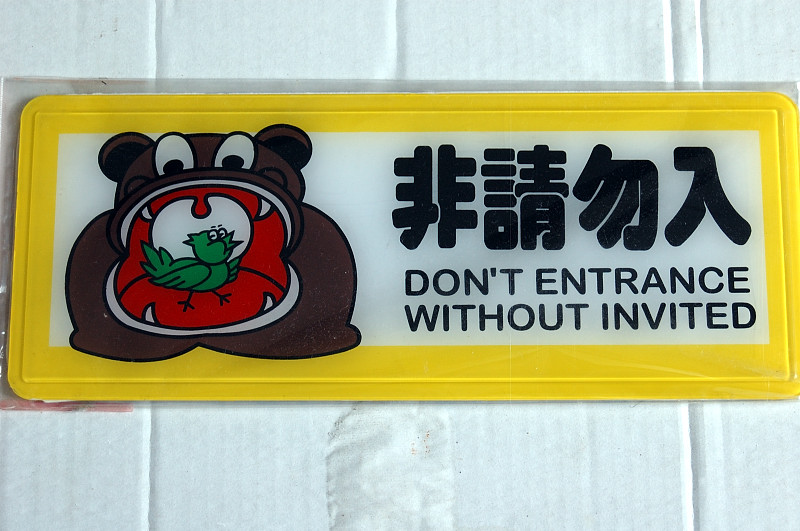 非請勿入
DON'T ENTRANCE
WITHOUT INVITED